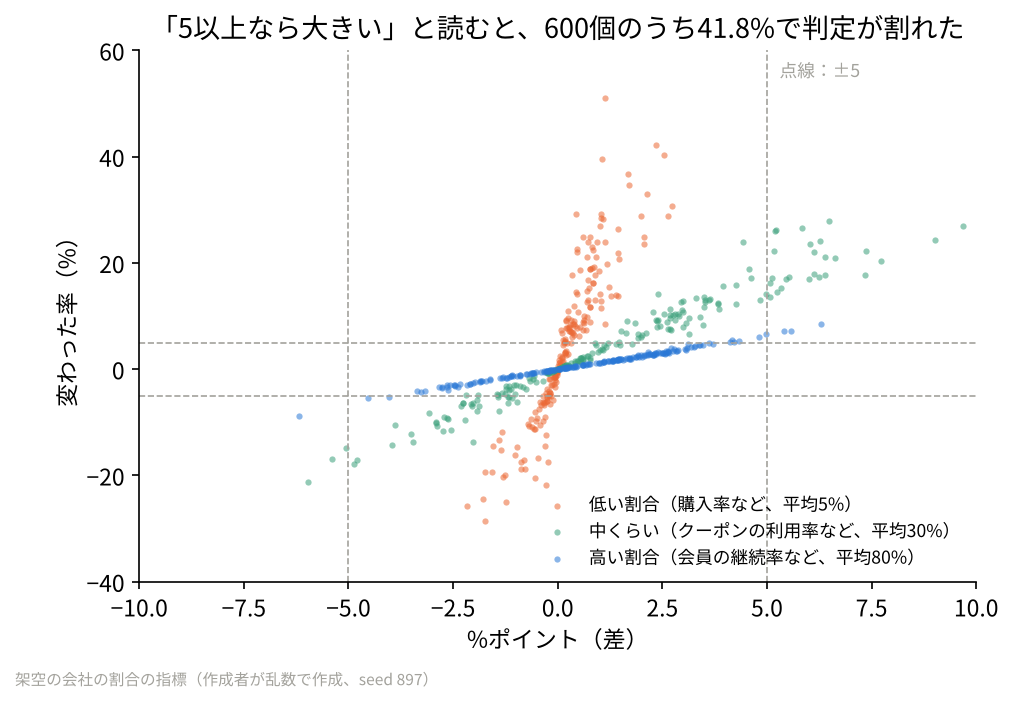 「5以上なら大きい」と読むと、600個のうち41.8%で判定が割れた
点線：±5
60
40
20
0
−20
−40
変わった率（%）
低い割合（購入率など、平均5%）
中くらい（クーポンの利用率など、平均30%）
高い割合（会員の継続率など、平均80%）
−10.0 −7.5 −5.0 −2.5 0.0 2.5 5.0 7.5 10.0
%ポイント（差）
架空の会社の割合の指標（作成者が乱数で作成、seed 897）